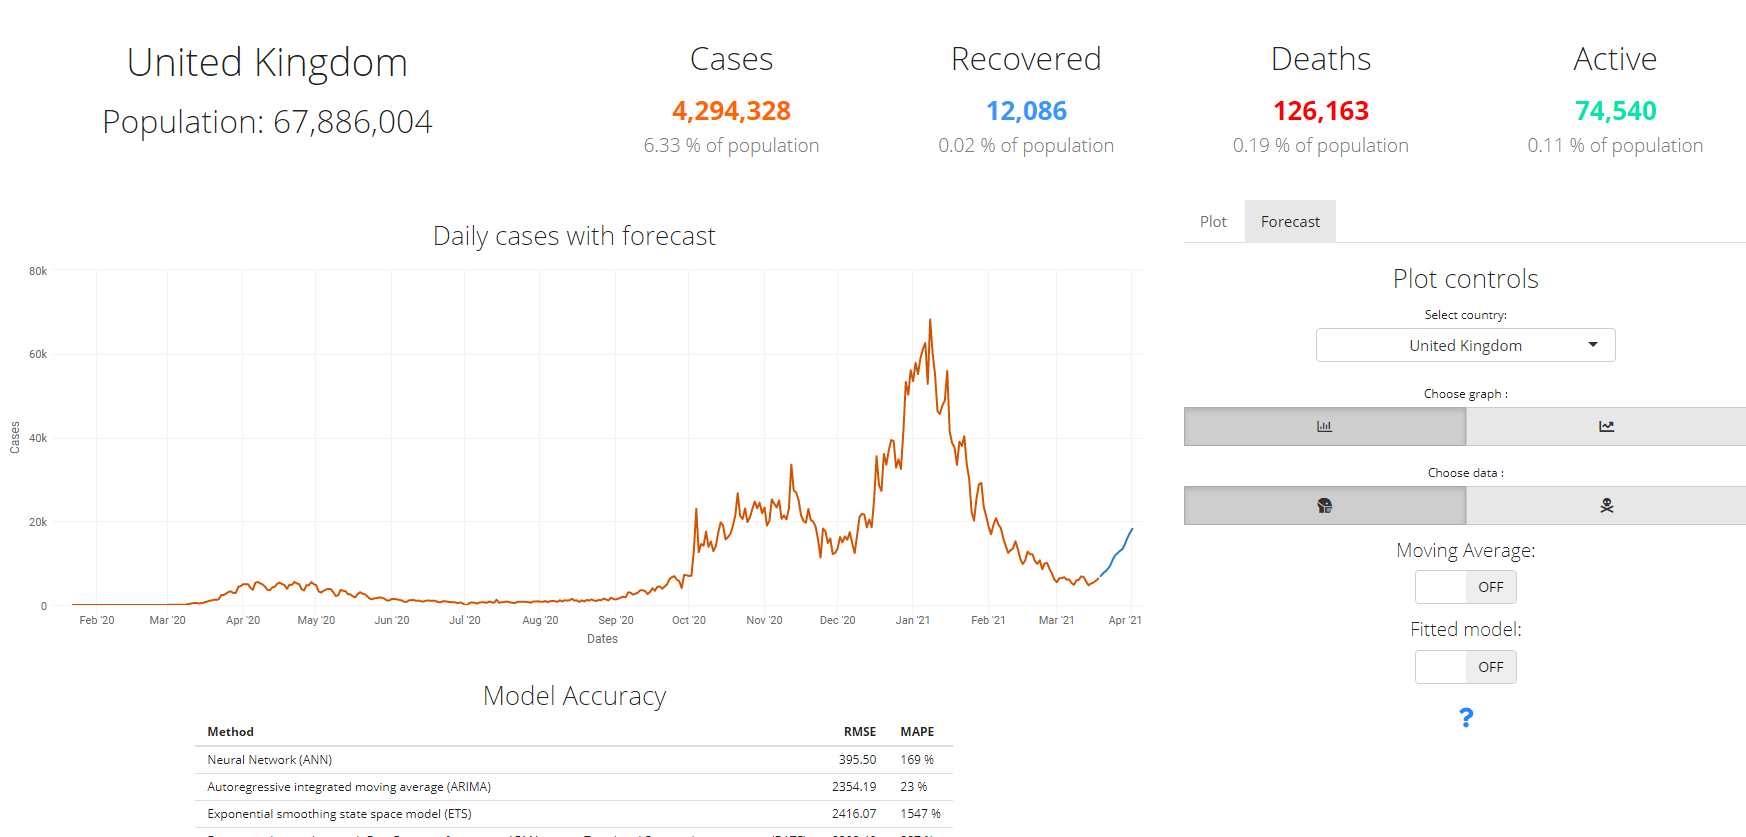 United Kingdom
Population: 67,886,004
Cases
4,294,328
6.33 % of population
Recovered
12,086
0.02 % of population
Deaths
126,163
0.19 % of population
Active
74,540
0.11 % of population
Daily cases with forecast
80k
60k
40k
20k
0
Cases
Feb '20 Mar '20 Apr '20 May '20 Jun '20 Jul '20 Aug '20 Sep '20 Oct '20 Nov '20 Dec '20 Jan '21 Feb '21 Mar '21 Apr '21
Dates
Plot Forecast
Plot controls
Select country:
United Kingdom
Choose graph :
Choose data :
Moving Average:
OFF
Fitted model:
OFF
?
Model Accuracy
Method RMSE MAPE
Neural Network (ANN) 395.50 169 %
Autoregressive integrated moving average (ARIMA) 2354.19 23 %
Exponential smoothing state space model (ETS) 2416.07 1547 %